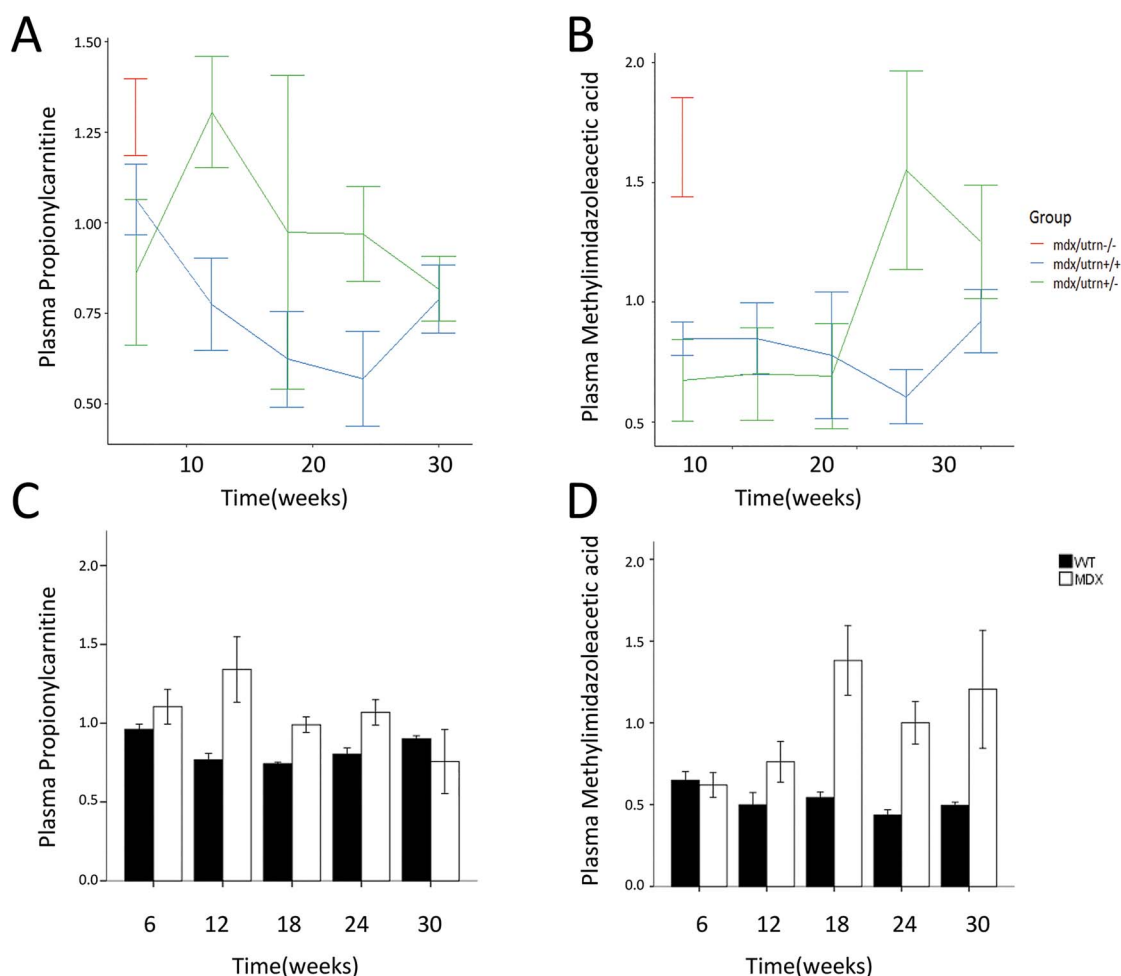 A
Plasma Propionylcarnitine
1.50
1.25
1.00
0.75
0.50
10 20 30
Time(weeks)
B
Plasma Methylimidazoleacetic acid
2.0
1.5
1.0
0.5
10 20 30
Time(weeks)
Group
mdx/utrn-/-
mdx/utrn+/+
mdx/utrn+/-
C
Plasma Propionylcarnitine
2.0
1.5
1.0
0.5
0.0
6 12 18 24 30
Time(weeks)
D
Plasma Methylimidazoleacetic acid
2.0
1.5
1.0
0.5
0.0
6 12 18 24 30
Time(weeks)
WT
MDX